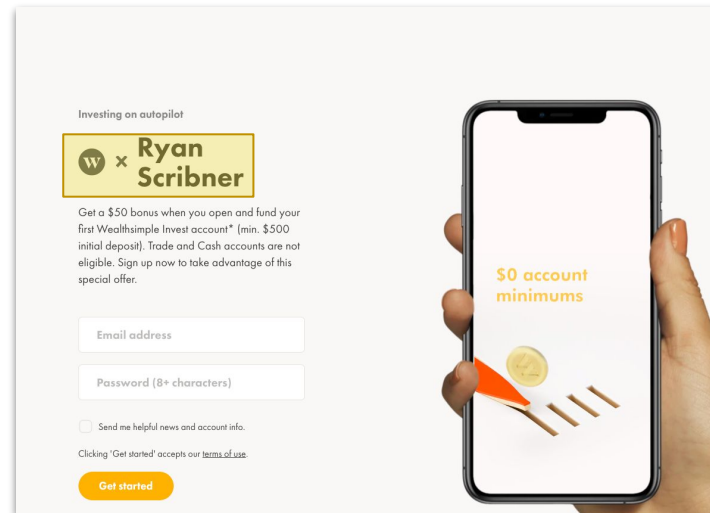 Investing on autopilot
W × Ryan
Scribner
Get a $50 bonus when you open and fund your
first Wealthsimple Invest account* (min. $500
initial deposit). Trade and Cash accounts are not
eligible. Sign up now to take advantage of this
special offer.
Email address
Password (8+ characters)
Send me helpful news and account info.
Clicking 'Get started' accepts our terms of use.
Get started
$0 account
minimums